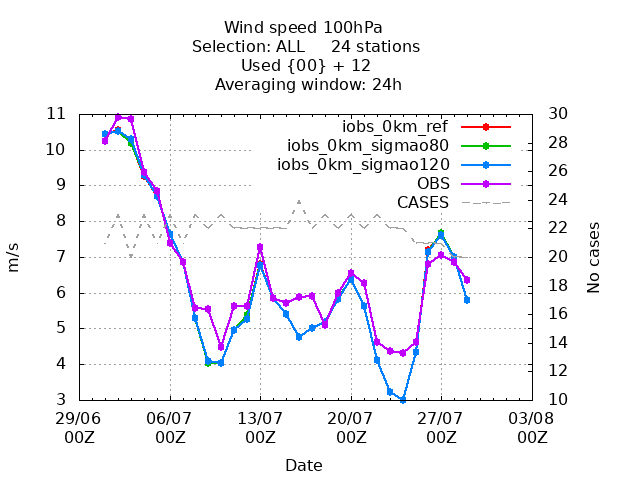 Wind speed 100hPa
Selection: ALL 24 stations
Used {00} + 12
Averaging window: 24h
11
10
9
8
7
6
5
4
3
m/s
30
28
26
24
22
20
18
16
14
12
10
No cases
iobs_0km_ref
iobs_0km_sigmao80
iobs_0km_sigmao120
OBS
CASES
29/06 06/07 13/07 20/07 27/07 03/08
00Z 00Z 00Z 00Z 00Z 00Z
Date